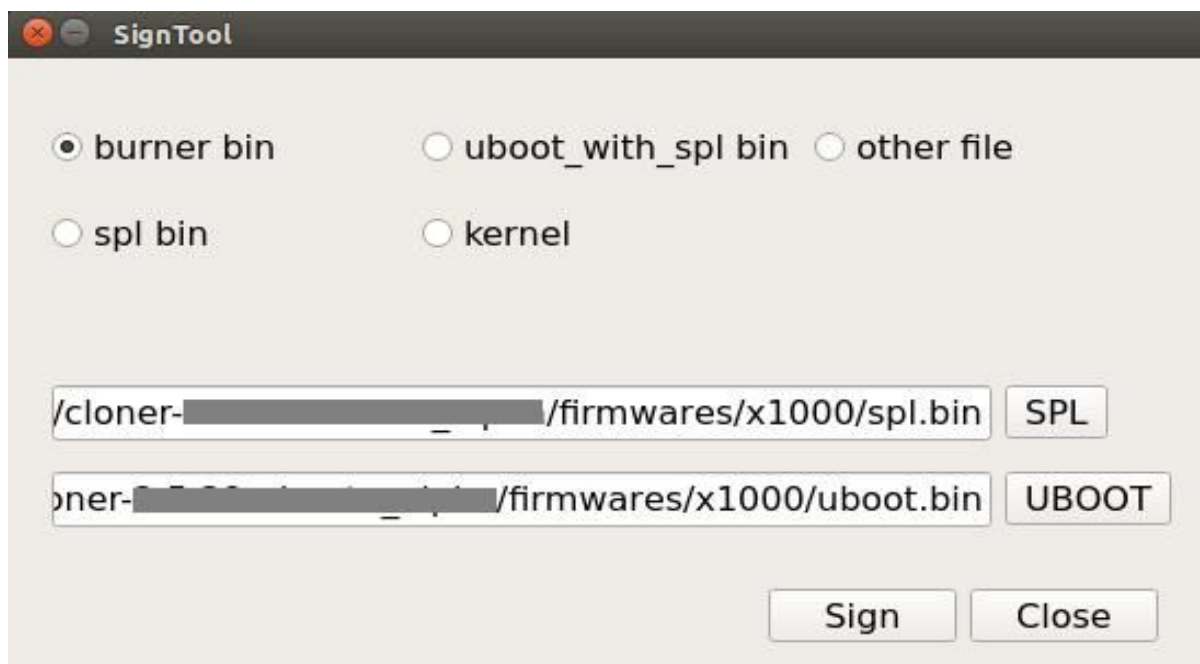 SignTool
burner bin uboot_with_spl bin other file
spl bin kernel
/cloner- /firmwares/x1000/spl.bin SPL
oner- /firmwares/x1000/uboot.bin UBOOT
Sign Close